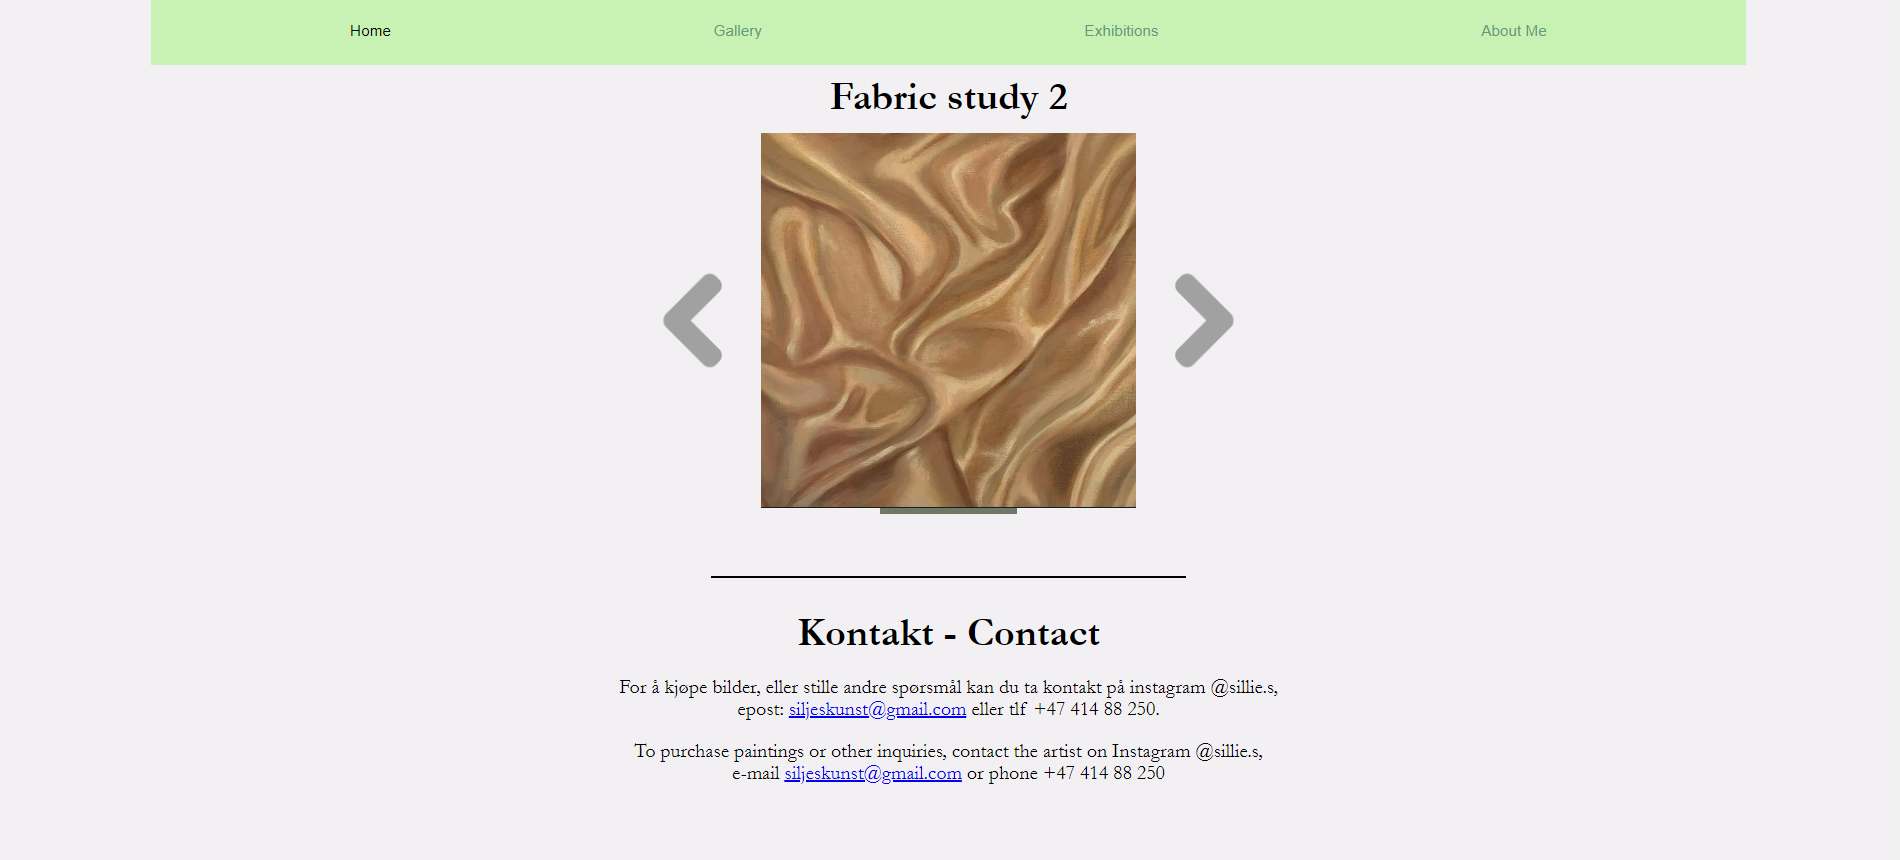 Home Gallery Exhibitions About Me
Fabric study 2
Kontakt - Contact
For å kjøpe bilder, eller stille andre spørsmål kan du ta kontakt på instagram @sillie.s,
epost: siljeskunst@gmail.com eller tlf +47 414 88 250.
To purchase paintings or other inquiries, contact the artist on Instagram @sillie.s,
e-mail siljeskunst@gmail.com or phone +47 414 88 250